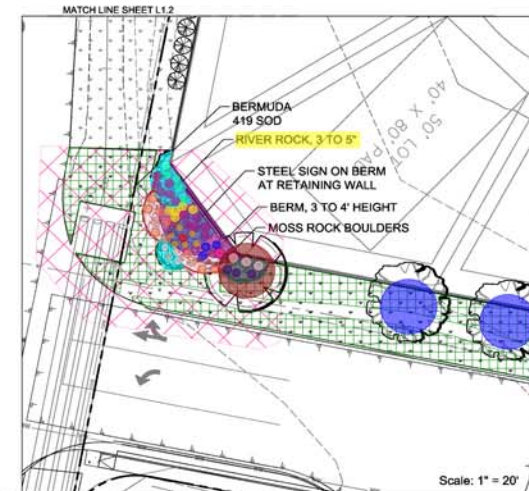 MATCH LINE SHEET L1.2
BERMUDA
419 SOD
RIVER ROCK, 3 TO 5"
50' LOT
40' X 80' PAD
STEEL SIGN ON BERM
AT RETAINING WALL
BERM, 3 TO 4' HEIGHT
MOSS ROCK BOULDERS
Scale: 1" = 20'